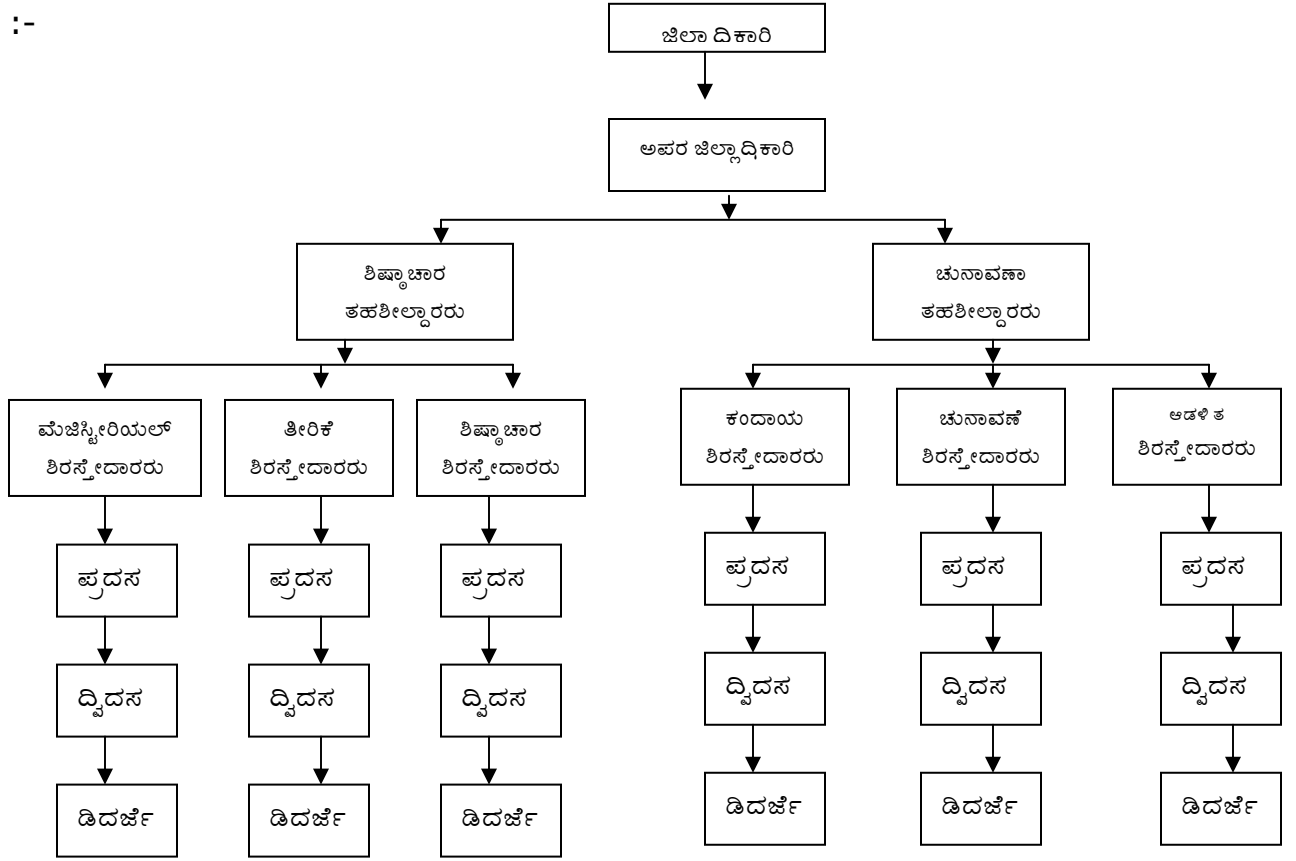 :-
ಜಿಲಾ ದಿಕಾರಿ
ಅಪರ ಜಿಲ್ಲಾಧಿಕಾರಿ
ಶಿಷ್ಠಾಚಾರ
ತಹಶೀಲ್ದಾರರು
ಚುನಾವಣಾ
ತಹಶೀಲ್ದಾರರು
ಮೆಜಿಸ್ಟೀರಿಯಲ್
ಶಿರಸ್ತೇದಾರರು
ತೀರಿಕೆ
ಶಿರಸ್ತೇದಾರರು
ಶಿಷ್ಠಾಚಾರ
ಶಿರಸ್ತೇದಾರರು
ಕಂದಾಯ
ಶಿರಸ್ತೇದಾರರು
ಚುನಾವಣೆ
ಶಿರಸ್ತೇದಾರರು
ಆಡಳಿತ
ಶಿರಸ್ತೇದಾರರು
ಪ್ರದಸ
ಪ್ರದಸ
ಪ್ರದಸ
ಪ್ರದಸ
ಪ್ರದಸ
ಪ್ರದಸ
ದ್ವಿದಸ
ದ್ವಿದಸ
ದ್ವಿದಸ
ದ್ವಿದಸ
ದ್ವಿದಸ
ದ್ವಿದಸ
ಡಿದರ್ಜೆ
ಡಿದರ್ಜೆ
ಡಿದರ್ಜೆ
ಡಿದರ್ಜೆ
ಡಿದರ್ಜೆ
ಡಿದರ್ಜೆ